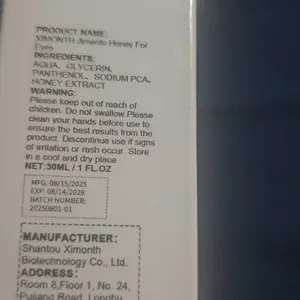 PRODUCT NAME:
XIMONTH Jimento Honey For
Eyes
INGREDIENTS:
AQUA, GLYCERIN,
PANTHENOL, SODIUM PCA,
HONEY EXTRACT
WARNING:
Please keep out of reach of
children. Do not swallow.Please
clean your hands before use to
ensure the best results from the
product. Discontinue use if signs
of irritation or rash occur. Store
in a cool and dry place.
NET:30ML / 1 FL.OZ
MFG: 08/15/2025
EXP: 08/14/2028
BATCH NUMBER:
20250801-01
MANUFACTURER:
Shantou Ximonth
Biotechnology Co., Ltd.
ADDRESS:
Room 8,Floor 1, No. 24,
Pujiang Road, Longhu